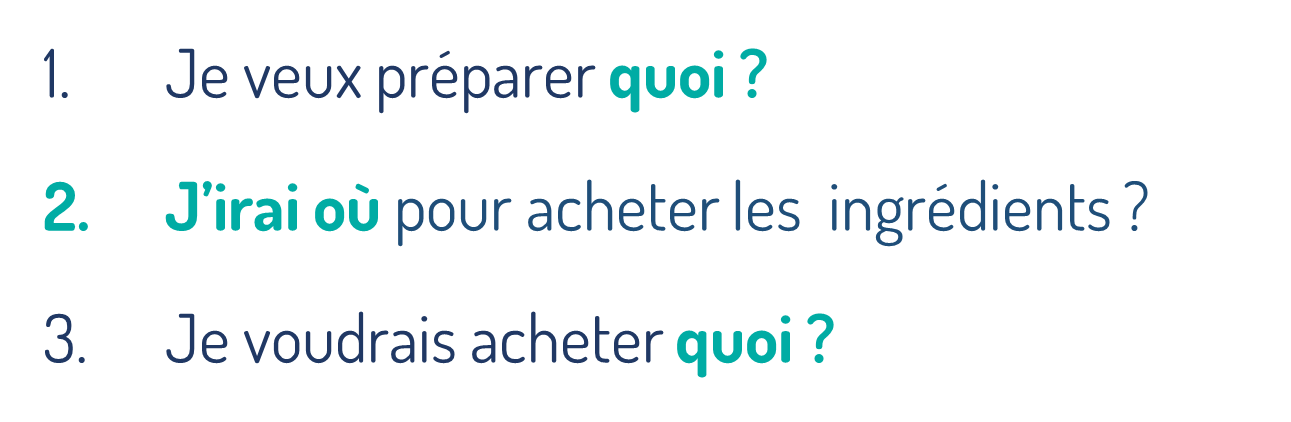 1. Je veux préparer quoi ?
2. J'irai où pour acheter les ingrédients ?
3. Je voudrais acheter quoi ?